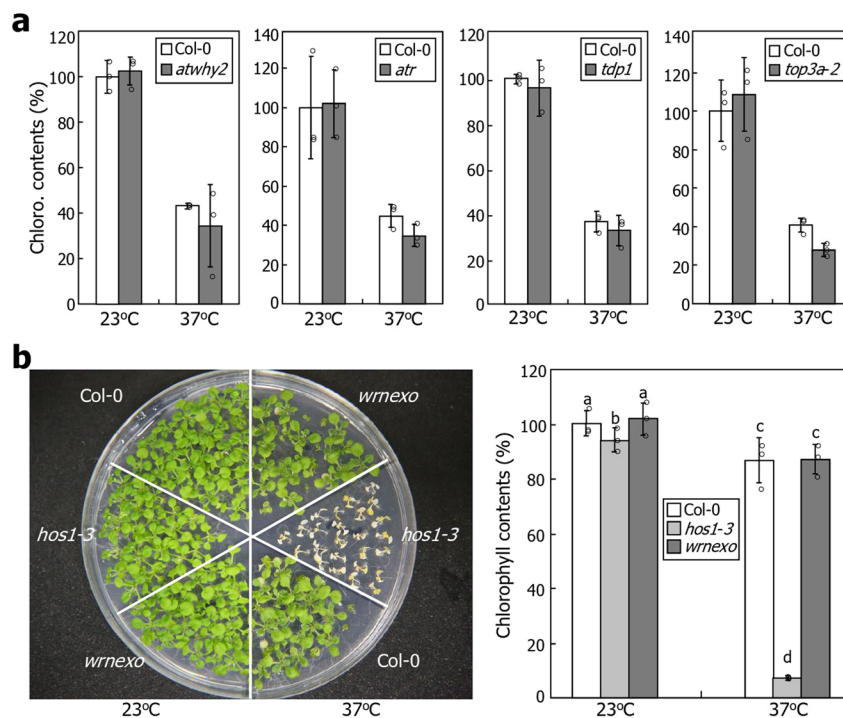 a
Chloro. contents (%)
120
100
80
60
40
20
0
Col-0
atwhy2
23°C
37°C
140
120
100
80
60
40
20
0
Col-0
atr
23°C
37°C
120
100
80
60
40
20
0
Col-0
tdp1
23°C
37°C
140
120
100
80
60
40
20
0
Col-0
top3a-2
23°C
37°C
b
Col-0
wrnexo
hos1-3
hos1-3
wrnexo
Col-0
23°C
37°C
Chlorophyll contents (%)
120
100
80
60
40
20
0
a
b
a
c
d
c
Col-0
hos1-3
wrnexo
23°C
37°C